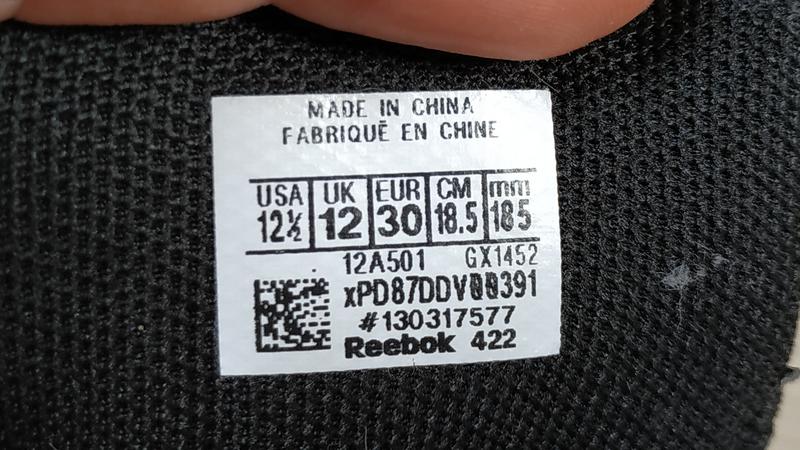 MADE IN CHINA
FABRIQUÉ EN CHINE
USA UK EUR CM mm
12½ 12 30 18.5 185
12A501 GX1452
xPD87DDV00391
#130317577
Reebok 422